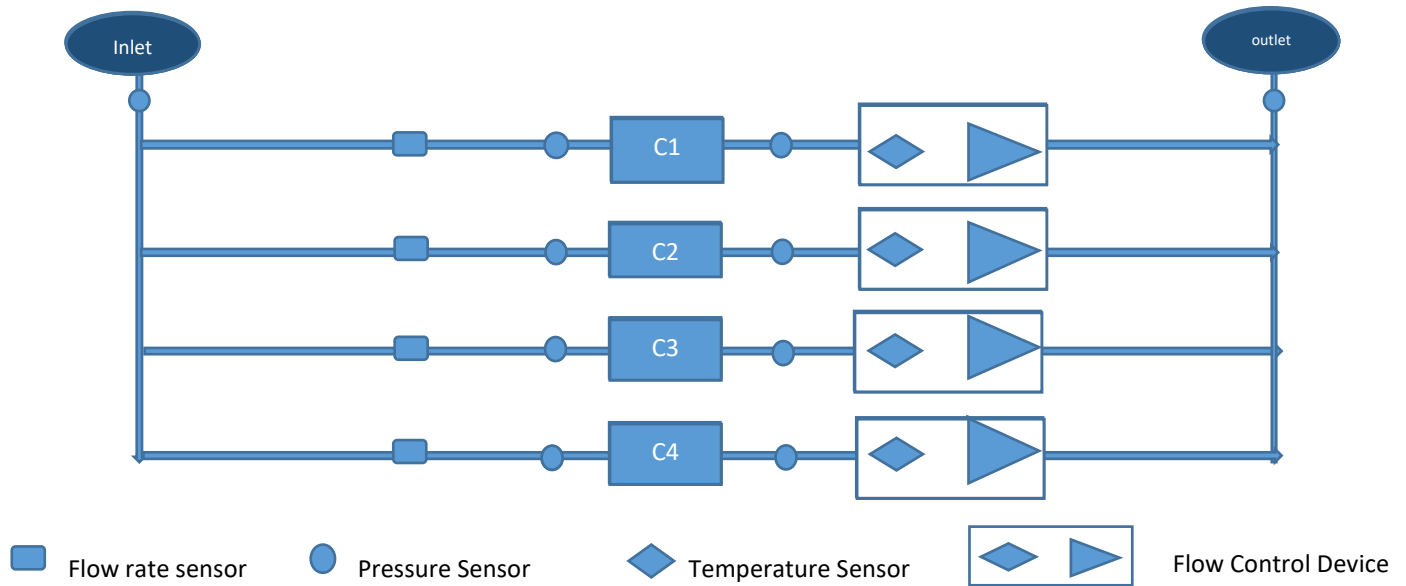 Inlet
outlet
C1
C2
C3
C4
Flow rate sensor
Pressure Sensor
Temperature Sensor
Flow Control Device